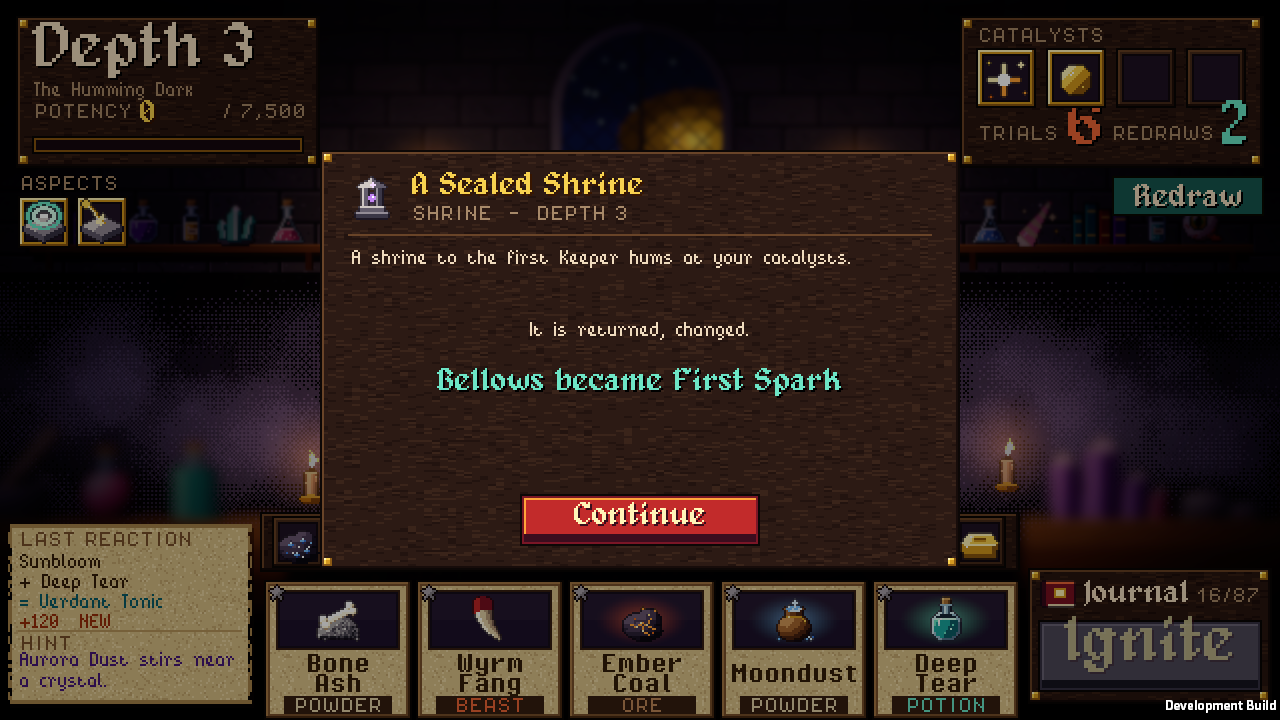 Depth 3
The Humming Dark
POTENCY 0 / 7,500
ASPECTS
CATALYSTS
TRIALS 6 REDRAWS 2
Redraw
A Sealed Shrine
SHRINE - DEPTH 3
A shrine to the first Keeper hums at your catalysts.
It is returned, changed.
Bellows became First Spark
Continue
LAST REACTION
Sunbloom
+ Deep Tear
= Verdant Tonic
+120 NEW
HINT
Aurora Dust stirs near
a crystal.
Bone
Ash
POWDER
Wyrm
Fang
BEAST
Ember
Coal
ORE
Moondust
POWDER
Deep
Tear
POTION
Journal 16/87
Ignite
Development Build